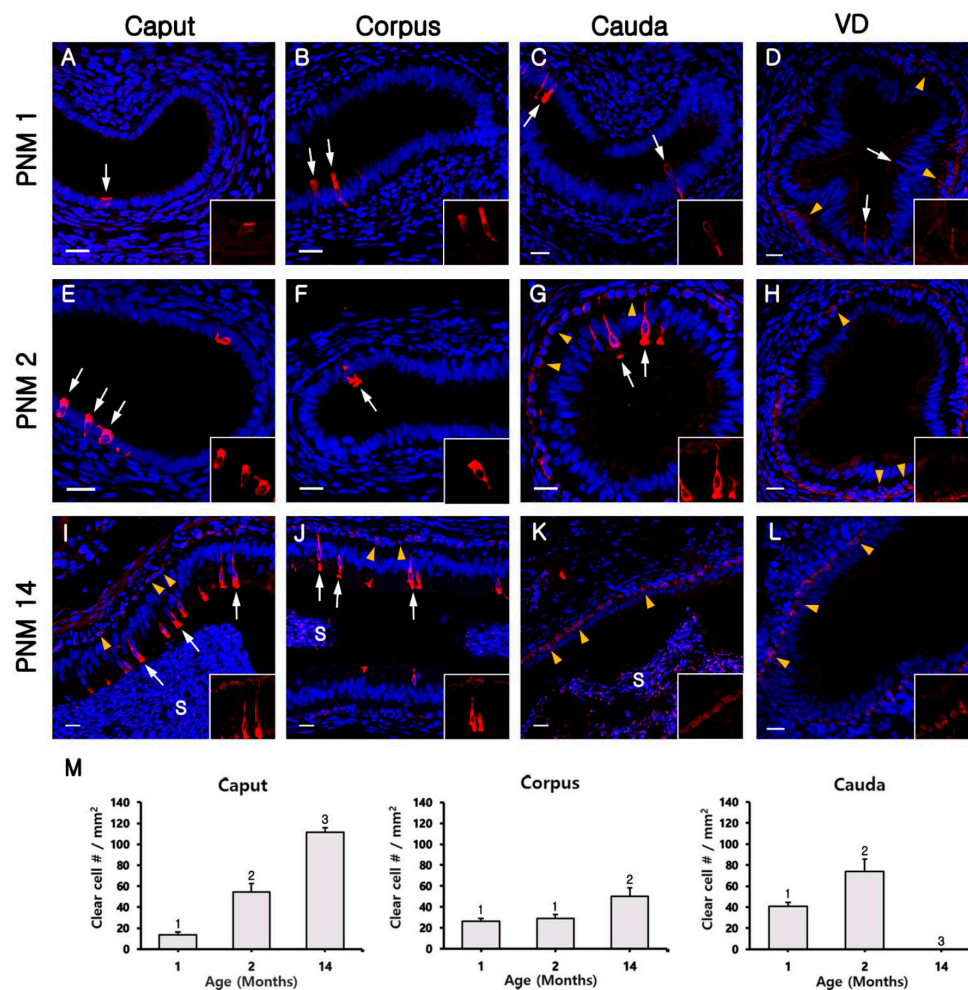 Caput Corpus Cauda VD
PNM 1
A B C D
PNM 2
E F G H
PNM 14
I J K L
S S S
M
Caput
Clear cell # / mm²
140
120
100
80
60
40
20
0
1 2 3
1 2 14
Age (Months)
Corpus
Clear cell # / mm²
140
120
100
80
60
40
20
0
1 1 2
1 2 14
Age (Months)
Cauda
Clear cell # / mm²
140
120
100
80
60
40
20
0
1 2 3
1 2 14
Age (Months)